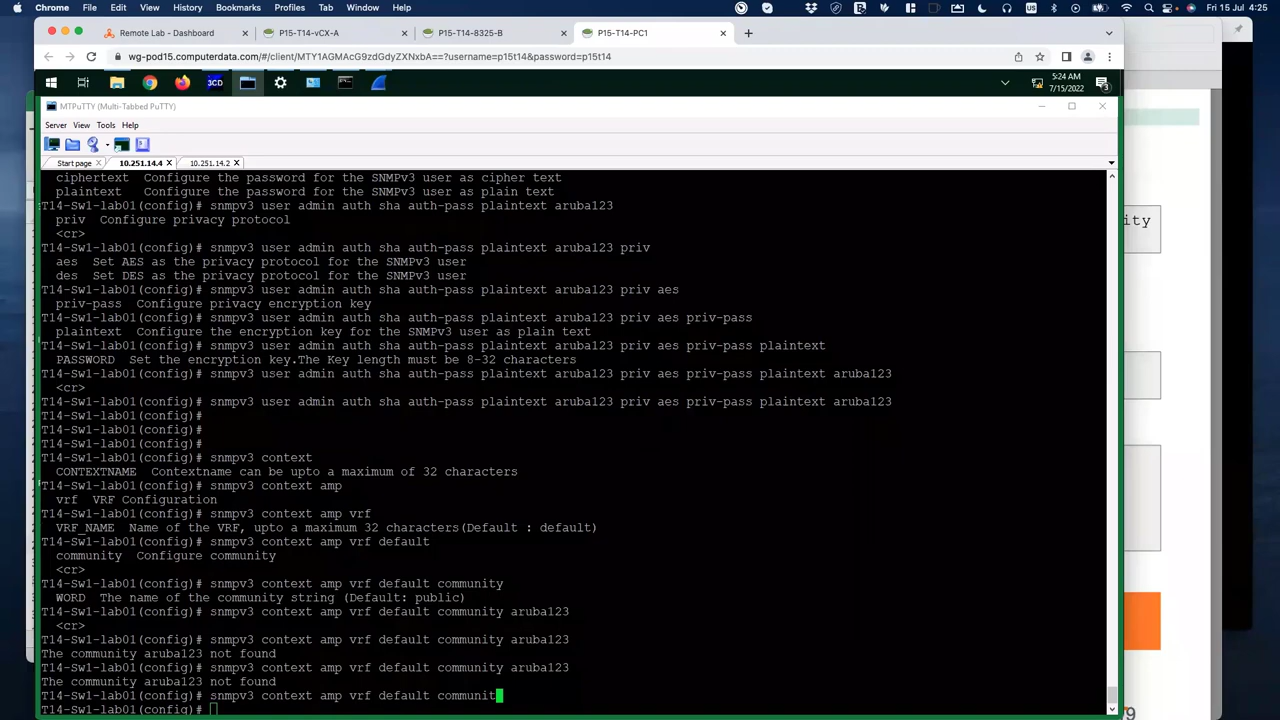 Chrome File Edit View History Bookmarks Profiles Tab Window Help Fri 15 Jul 4:25
Remote Lab - Dashboard P15-T14-vCX-A P15-T14-8325-B P15-T14-PC1
wg-pod15.computerdata.com/#/client/MTY1AGMAcG9zdGdyZXNxbA==?username=p15t14&password=p15t14
3CD 5:24 AM
7/15/2022
3
MTPuTTY (Multi-Tabbed PuTTY)
Server View Tools Help
Start page 10.251.14.4 10.251.14.2
ciphertext Configure the password for the SNMPv3 user as cipher text
plaintext Configure the password for the SNMPv3 user as plain text
T14-Sw1-lab01(config)# snmpv3 user admin auth sha auth-pass plaintext aruba123
priv Configure privacy protocol
<cr>
T14-Sw1-lab01(config)# snmpv3 user admin auth sha auth-pass plaintext aruba123 priv
aes Set AES as the privacy protocol for the SNMPv3 user
des Set DES as the privacy protocol for the SNMPv3 user
T14-Sw1-lab01(config)# snmpv3 user admin auth sha auth-pass plaintext aruba123 priv aes
priv-pass Configure privacy encryption key
T14-Sw1-lab01(config)# snmpv3 user admin auth sha auth-pass plaintext aruba123 priv aes priv-pass
plaintext Configure the encryption key for the SNMPv3 user as plain text
T14-Sw1-lab01(config)# snmpv3 user admin auth sha auth-pass plaintext aruba123 priv aes priv-pass plaintext
PASSWORD Set the encryption key.The Key length must be 8-32 characters
T14-Sw1-lab01(config)# snmpv3 user admin auth sha auth-pass plaintext aruba123 priv aes priv-pass plaintext aruba123
<cr>
T14-Sw1-lab01(config)# snmpv3 user admin auth sha auth-pass plaintext aruba123 priv aes priv-pass plaintext aruba123
T14-Sw1-lab01(config)#
T14-Sw1-lab01(config)#
T14-Sw1-lab01(config)#
T14-Sw1-lab01(config)# snmpv3 context
CONTEXTNAME Contextname can be upto a maximum of 32 characters
T14-Sw1-lab01(config)# snmpv3 context amp
vrf VRF Configuration
T14-Sw1-lab01(config)# snmpv3 context amp vrf
VRF_NAME Name of the VRF, upto a maximum 32 characters(Default : default)
T14-Sw1-lab01(config)# snmpv3 context amp vrf default
community Configure community
<cr>
T14-Sw1-lab01(config)# snmpv3 context amp vrf default community
WORD The name of the community string (Default: public)
T14-Sw1-lab01(config)# snmpv3 context amp vrf default community aruba123
<cr>
T14-Sw1-lab01(config)# snmpv3 context amp vrf default community aruba123
The community aruba123 not found
T14-Sw1-lab01(config)# snmpv3 context amp vrf default community aruba123
The community aruba123 not found
T14-Sw1-lab01(config)# snmpv3 context amp vrf default communit
T14-Sw1-lab01(config)#
ity